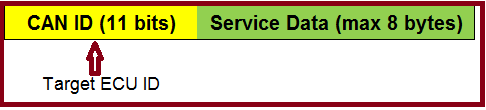 CAN ID (11 bits) Service Data (max 8 bytes)
Target ECU ID